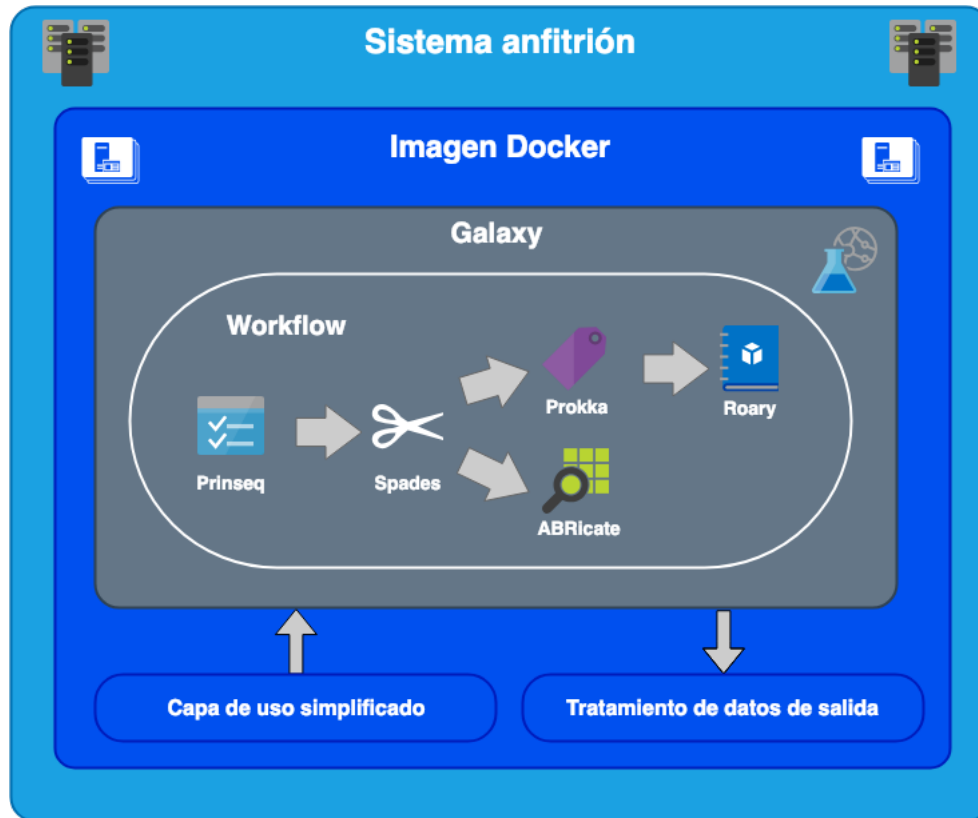 Sistema anfitrión
Imagen Docker
Galaxy
Workflow
Prinseq
Spades
Prokka
Roary
ABRicate
Capa de uso simplificado
Tratamiento de datos de salida